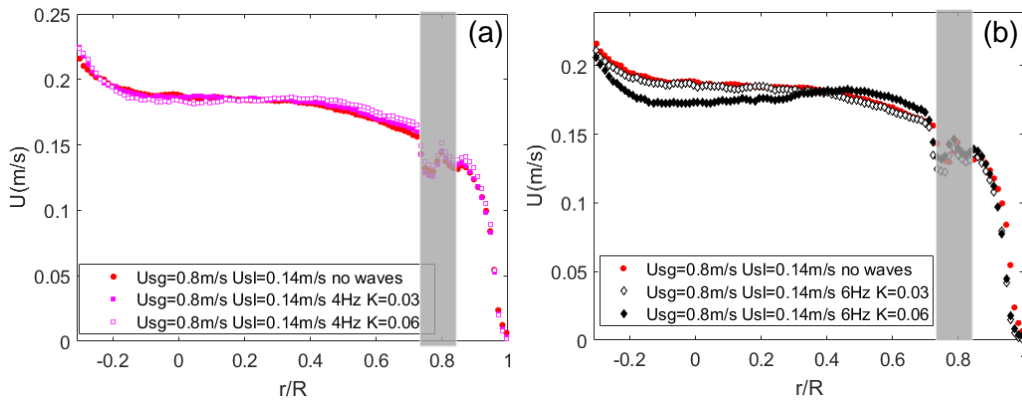 (a)
0.25
0.2
0.15
0.1
0.05
0
U(m/s)
Usg=0.8m/s Usl=0.14m/s no waves
Usg=0.8m/s Usl=0.14m/s 4Hz K=0.03
Usg=0.8m/s Usl=0.14m/s 4Hz K=0.06
-0.2 0 0.2 0.4 0.6 0.8 1
r/R
(b)
0.2
0.15
0.1
0.05
0
U(m/s)
Usg=0.8m/s Usl=0.14m/s no waves
Usg=0.8m/s Usl=0.14m/s 6Hz K=0.03
Usg=0.8m/s Usl=0.14m/s 6Hz K=0.06
-0.2 0 0.2 0.4 0.6 0.8 1
r/R